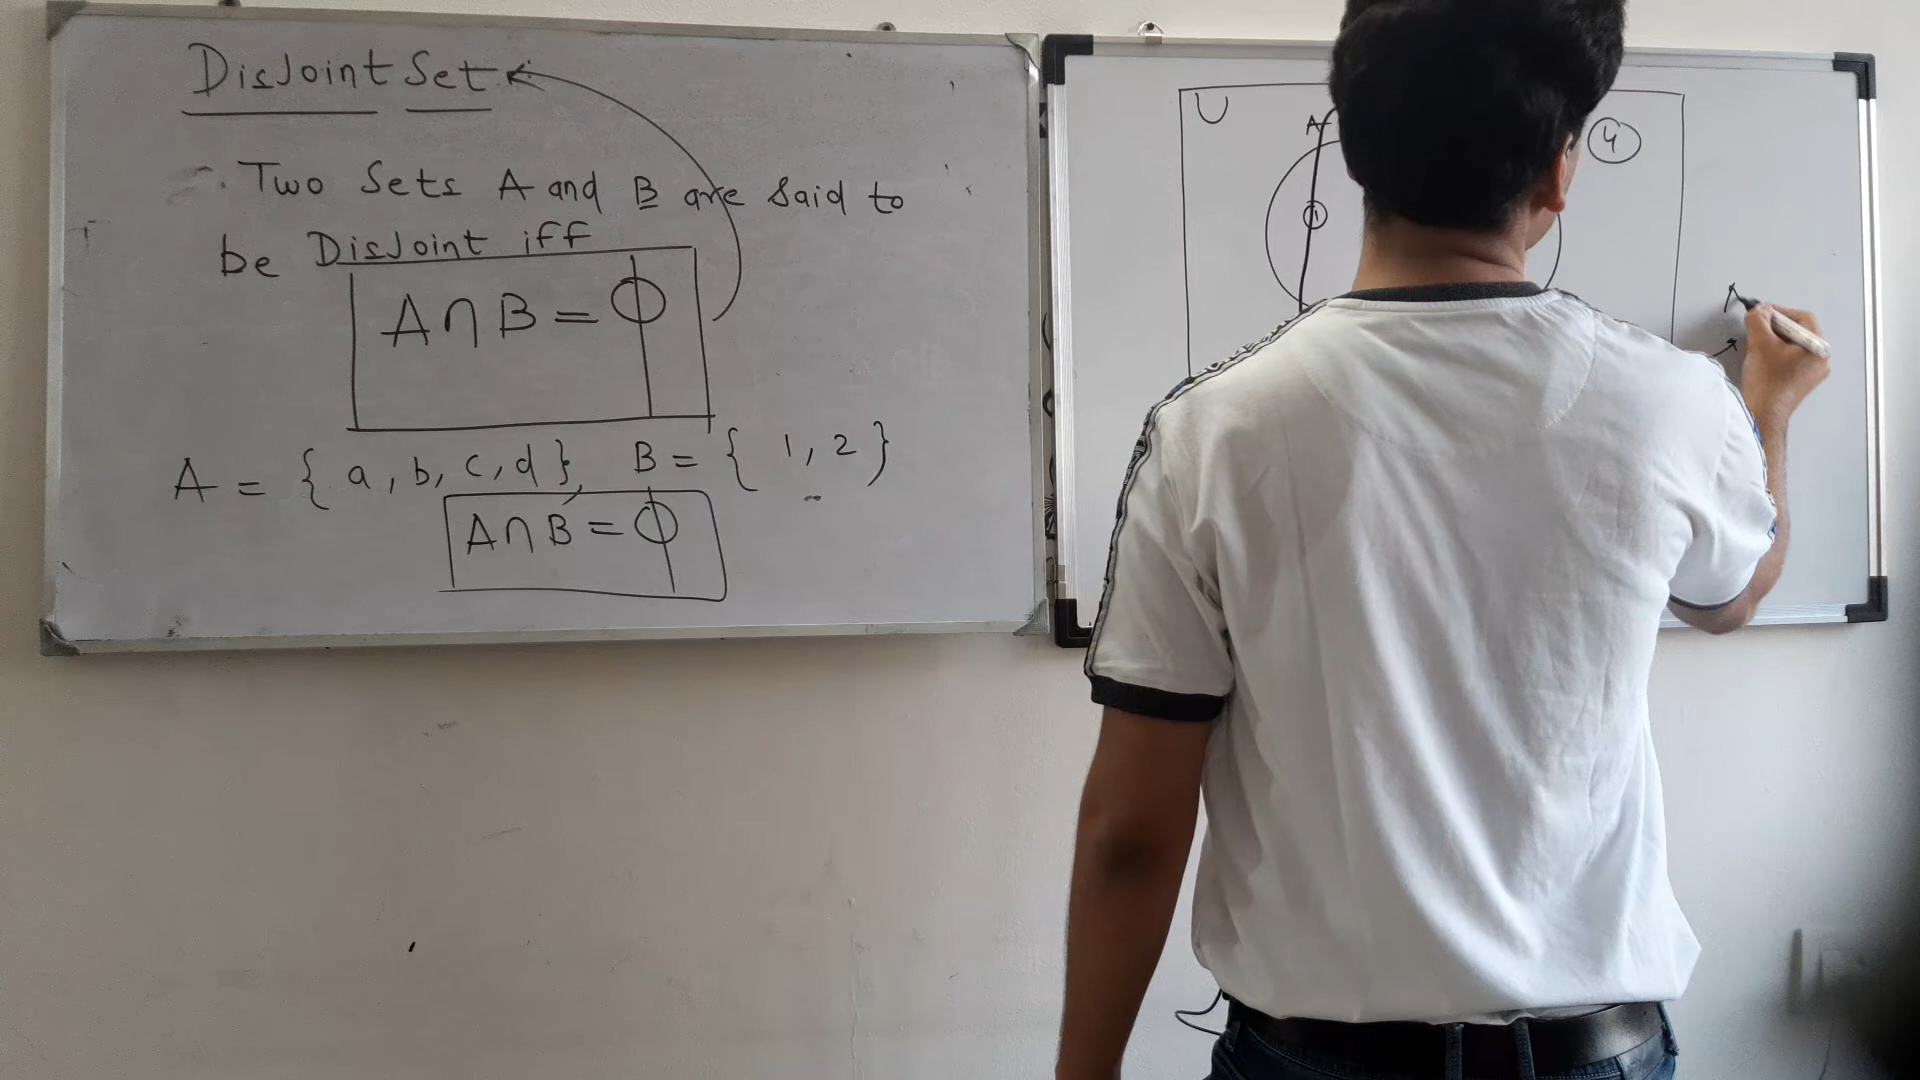 DisJoint Set
Two Sets A and B are said to
be DisJoint iff
A ∩ B = ϕ
A = { a, b, c, d }, B = { 1, 2 }
A ∩ B = ϕ
U
A
4
1
A